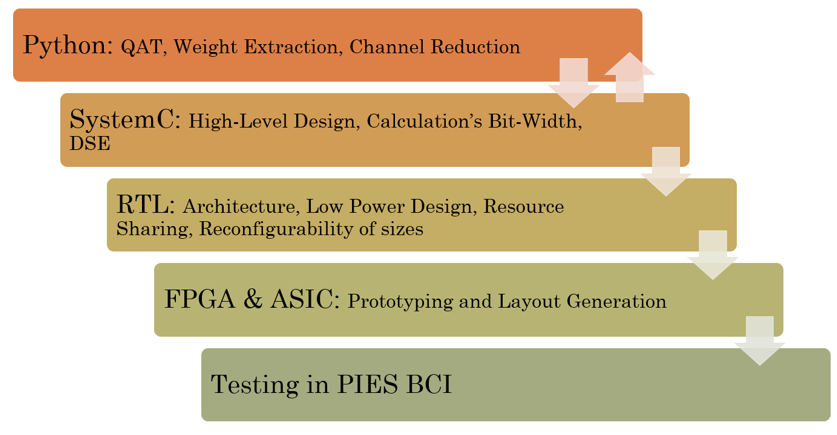 Python: QAT, Weight Extraction, Channel Reduction
SystemC: High-Level Design, Calculation's Bit-Width,
DSE
RTL: Architecture, Low Power Design, Resource
Sharing, Reconfigurability of sizes
FPGA & ASIC: Prototyping and Layout Generation
Testing in PIES BCI